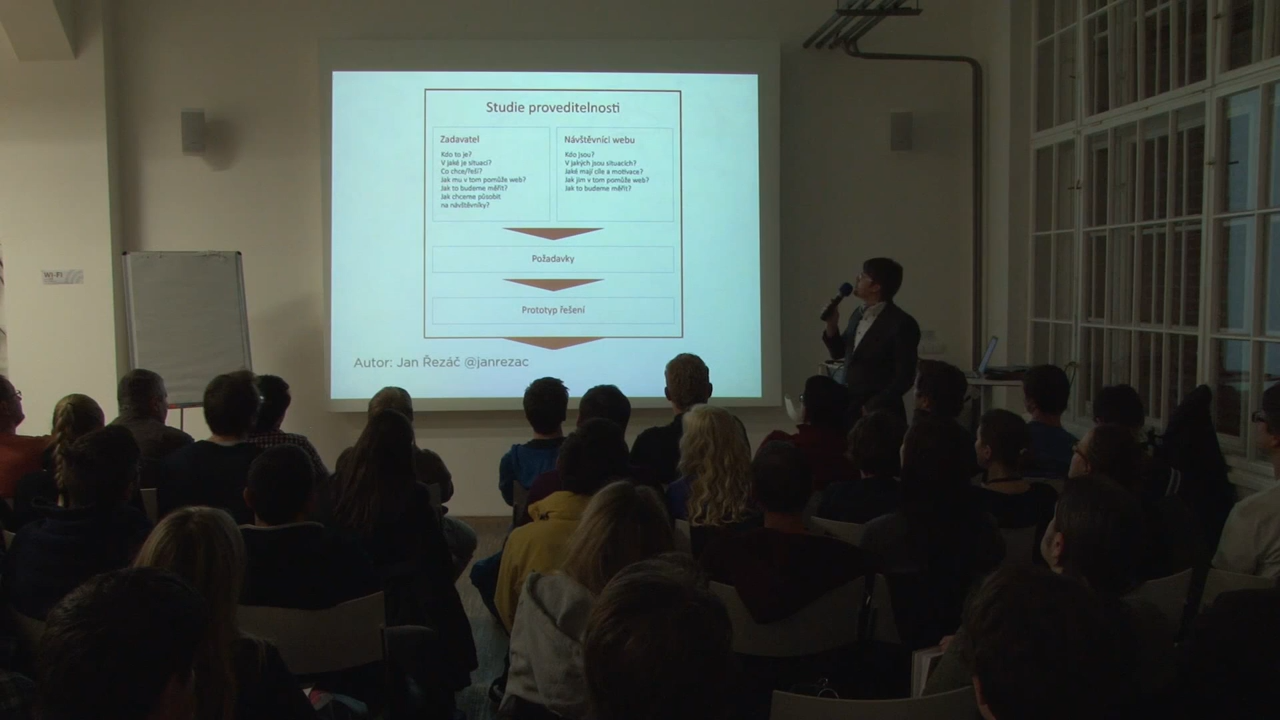 Studie proveditelnosti
Zadavatel
Kdo to je?
V jaké je situaci?
Co chce/řeší?
Jak mu v tom pomůže web?
Jak to budeme měřit?
Jak chceme působit
na návštěvníky?
Návštěvníci webu
Kdo jsou?
V jakých jsou situacích?
Jaké mají cíle a motivace?
Jak jim v tom pomůže web?
Jak to budeme měřit?
Požadavky
Prototyp řešení
Autor: Jan Řezáč @janrezac
WI-FI